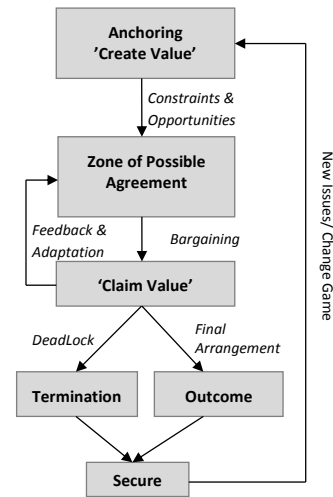 Anchoring
’Create Value’
Constraints &
Opportunities
Zone of Possible
Agreement
Feedback &
Adaptation
Bargaining
‘Claim Value’
DeadLock
Final
Arrangement
Termination
Outcome
Secure
New Issues/ Change Game